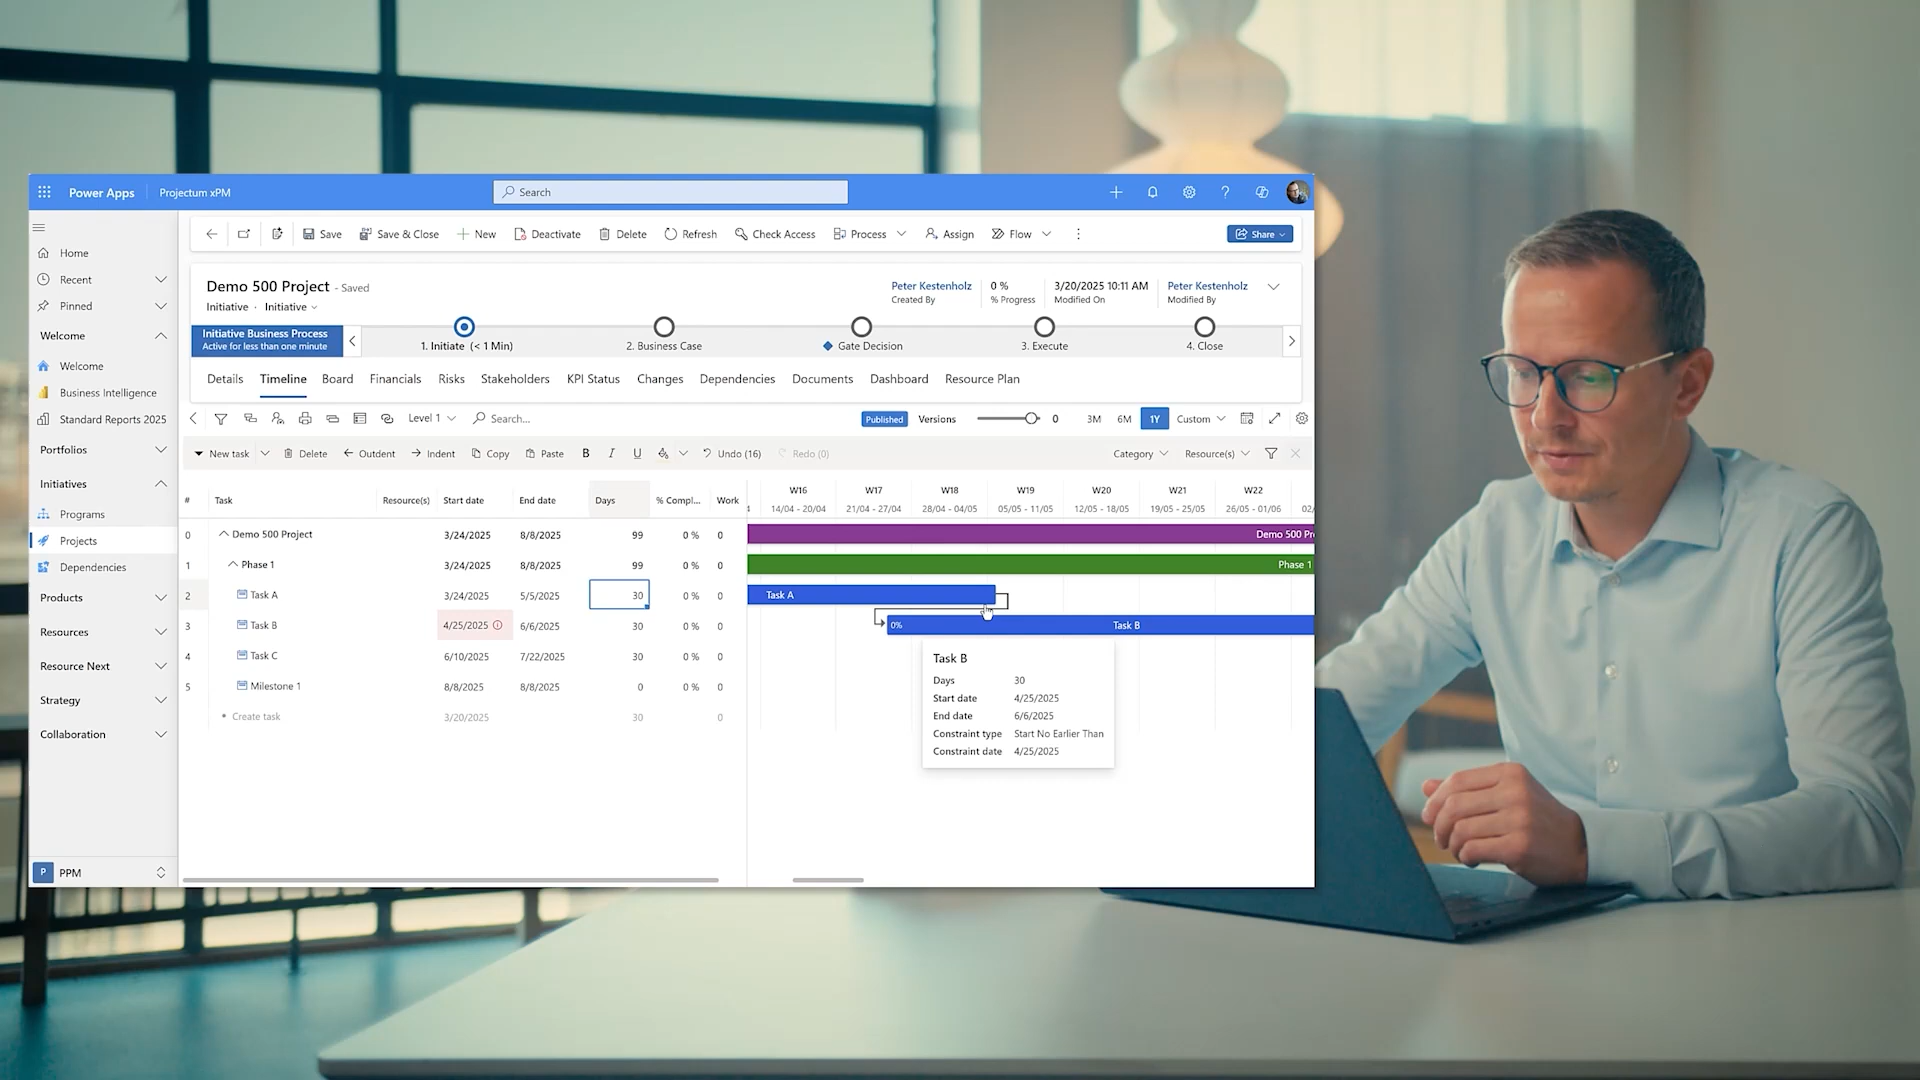 Power Apps
Projectum xPM
Search
Save
Save & Close
New
Deactivate
Delete
Refresh
Check Access
Process
Assign
Flow
Share
Home
Recent
Pinned
Welcome
Welcome
Business Intelligence
Standard Reports 2025
Portfolios
Initiatives
Programs
Projects
Dependencies
Products
Resources
Resource Next
Strategy
Collaboration
P PPM
Demo 500 Project - Saved
Initiative · Initiative
Peter Kestenholz
Created By
0 %
% Progress
3/20/2025 10:11 AM
Modified On
Peter Kestenholz
Modified By
Initiative Business Process
Active for less than one minute
1. Initiate (< 1 Min)
2. Business Case
Gate Decision
3. Execute
4. Close
Details Timeline Board Financials Risks Stakeholders KPI Status Changes Dependencies Documents Dashboard Resource Plan
Level 1 Search... Published Versions 0 3M 6M 1Y Custom
New task Delete Outdent Indent Copy Paste B I U Undo (16) Redo (0) Category Resource(s)
# Task Resource(s) Start date End date Days % Compl... Work
0 Demo 500 Project 3/24/2025 8/8/2025 99 0 % 0
1 Phase 1 3/24/2025 8/8/2025 99 0 % 0
2 Task A 3/24/2025 5/5/2025 30 0 % 0
3 Task B 4/25/2025 6/6/2025 30 0 % 0
4 Task C 6/10/2025 7/22/2025 30 0 % 0
5 Milestone 1 8/8/2025 8/8/2025 0 0 % 0
Create task 3/20/2025 30 0
W16 W17 W18 W19 W20 W21 W22
14/04 - 20/04 21/04 - 27/04 28/04 - 04/05 05/05 - 11/05 12/05 - 18/05 19/05 - 25/05 26/05 - 01/06
Demo 500 Pr
Phase 1
Task A
0% Task B
Task B
Days 30
Start date 4/25/2025
End date 6/6/2025
Constraint type Start No Earlier Than
Constraint date 4/25/2025